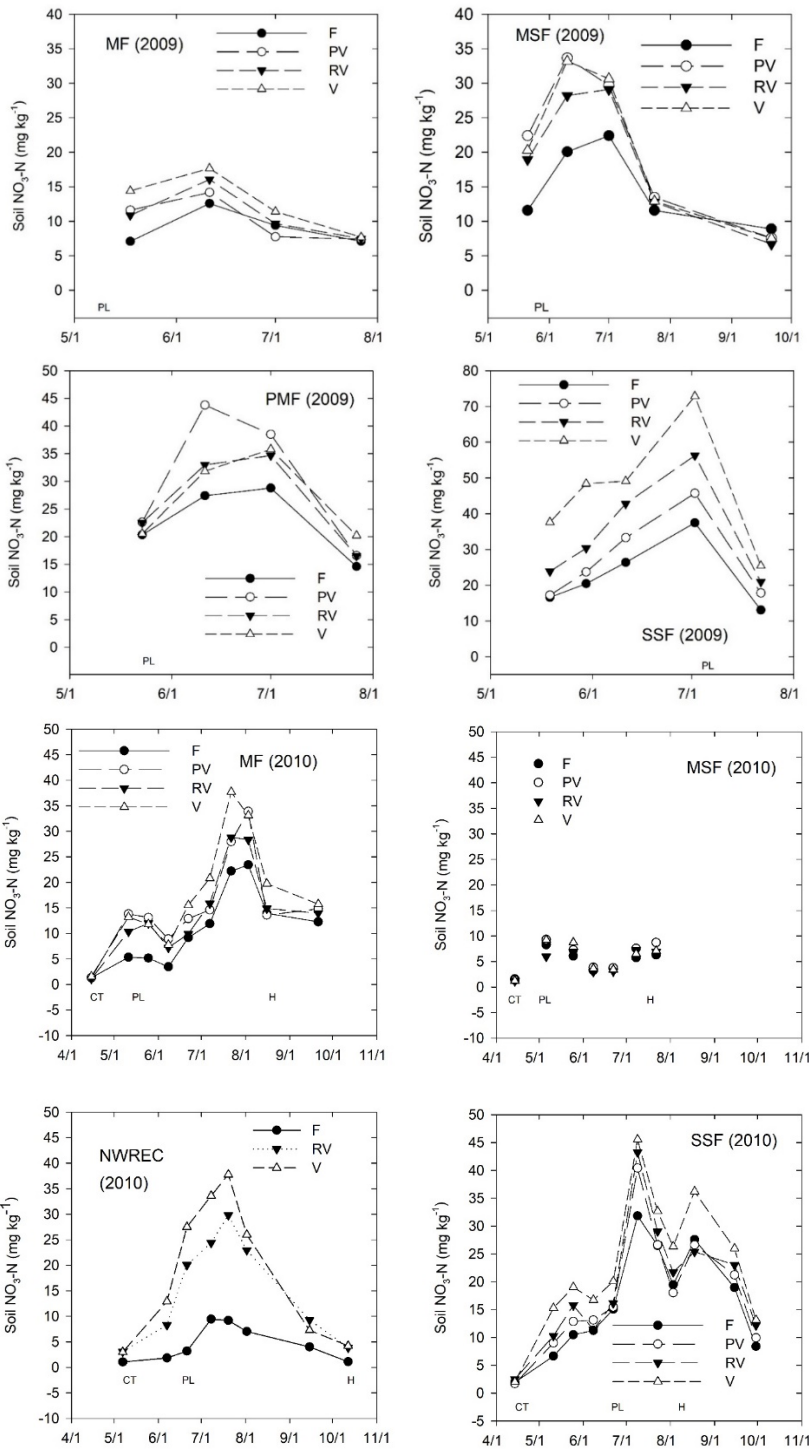 MF (2009)
F
PV
RV
V
Soil NO₃-N (mg kg⁻¹)
40
35
30
25
20
15
10
5
0
PL
5/1 6/1 7/1 8/1
MSF (2009)
F
PV
RV
V
Soil NO₃-N (mg kg⁻¹)
40
35
30
25
20
15
10
5
0
PL
5/1 6/1 7/1 8/1 9/1 10/1
PMF (2009)
Soil NO₃-N (mg kg⁻¹)
50
45
40
35
30
25
20
15
10
5
0
F
PV
RV
V
PL
5/1 6/1 7/1 8/1
F
PV
RV
V
Soil NO₃-N (mg kg⁻¹)
80
70
60
50
40
30
20
10
0
SSF (2009)
PL
5/1 6/1 7/1 8/1
F
PV
RV
V
MF (2010)
Soil NO₃-N (mg kg⁻¹)
50
45
40
35
30
25
20
15
10
5
0
-5
-10
CT PL H
4/1 5/1 6/1 7/1 8/1 9/1 10/1 11/1
F
PV
RV
V
MSF (2010)
Soil NO₃-N (mg kg⁻¹)
50
45
40
35
30
25
20
15
10
5
0
-5
-10
CT PL H
4/1 5/1 6/1 7/1 8/1 9/1 10/1 11/1
NWREC
(2010)
F
RV
V
Soil NO₃-N (mg kg⁻¹)
50
45
40
35
30
25
20
15
10
5
0
-5
-10
CT PL H
4/1 5/1 6/1 7/1 8/1 9/1 10/1 11/1
SSF (2010)
Soil NO₃-N (mg kg⁻¹)
50
45
40
35
30
25
20
15
10
5
0
-5
F
PV
RV
V
CT PL H
4/1 5/1 6/1 7/1 8/1 9/1 10/1 11/1